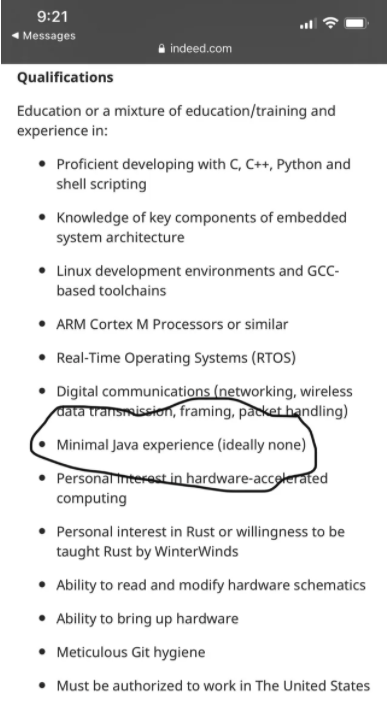 9:21
◀ Messages
indeed.com
Qualifications
Education or a mixture of education/training and
experience in:
• Proficient developing with C, C++, Python and
shell scripting
• Knowledge of key components of embedded
system architecture
• Linux development environments and GCC-
based toolchains
• ARM Cortex M Processors or similar
• Real-Time Operating Systems (RTOS)
• Digital communications (networking, wireless
data transmission, framing, packet handling)
• Minimal Java experience (ideally none)
• Personal interest in hardware-accelerated
computing
• Personal interest in Rust or willingness to be
taught Rust by WinterWinds
• Ability to read and modify hardware schematics
• Ability to bring up hardware
• Meticulous Git hygiene
• Must be authorized to work in The United States